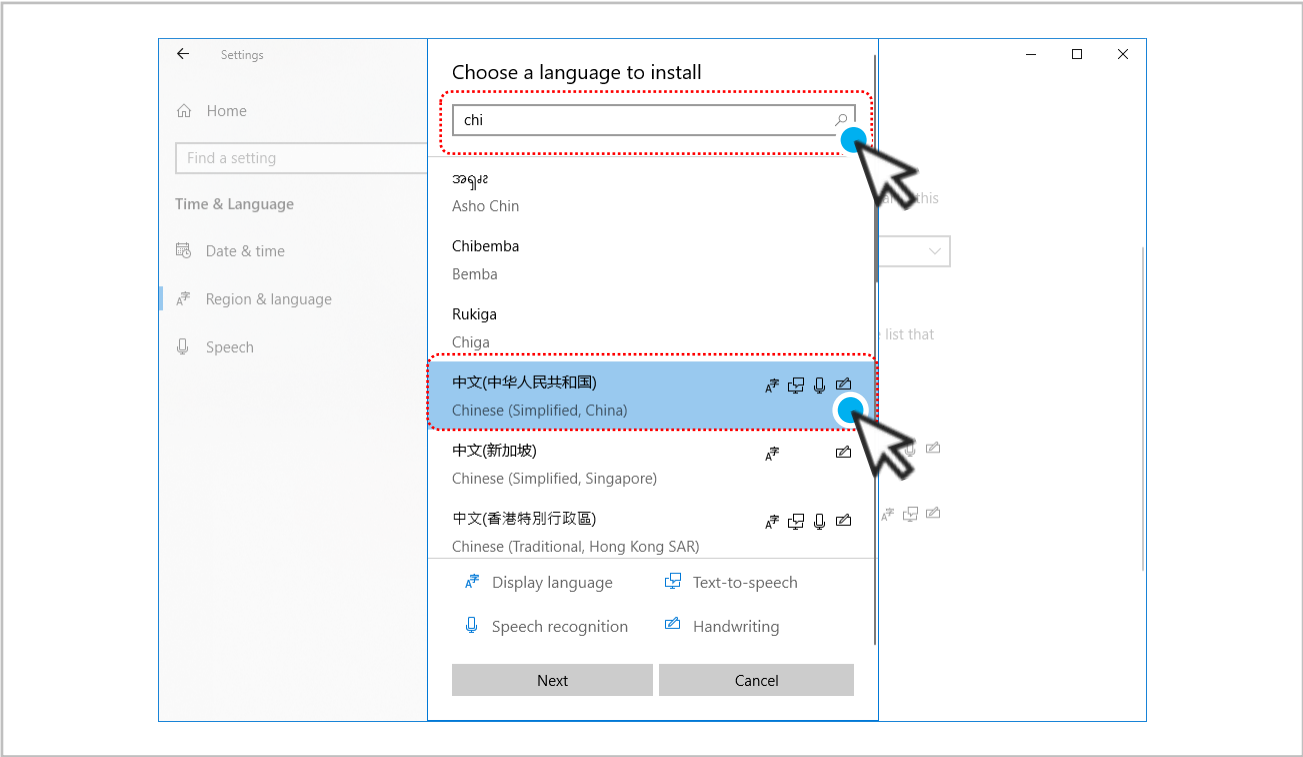 Settings
Home
Find a setting
Time & Language
Date & time
Region & language
Speech
Choose a language to install
chi
Asho Chin
Chibemba
Bemba
Rukiga
Chiga
中文(中华人民共和国)
Chinese (Simplified, China)
中文(新加坡)
Chinese (Simplified, Singapore)
中文(香港特別行政區)
Chinese (Traditional, Hong Kong SAR)
Display language
Text-to-speech
Speech recognition
Handwriting
Next
Cancel
this
list that